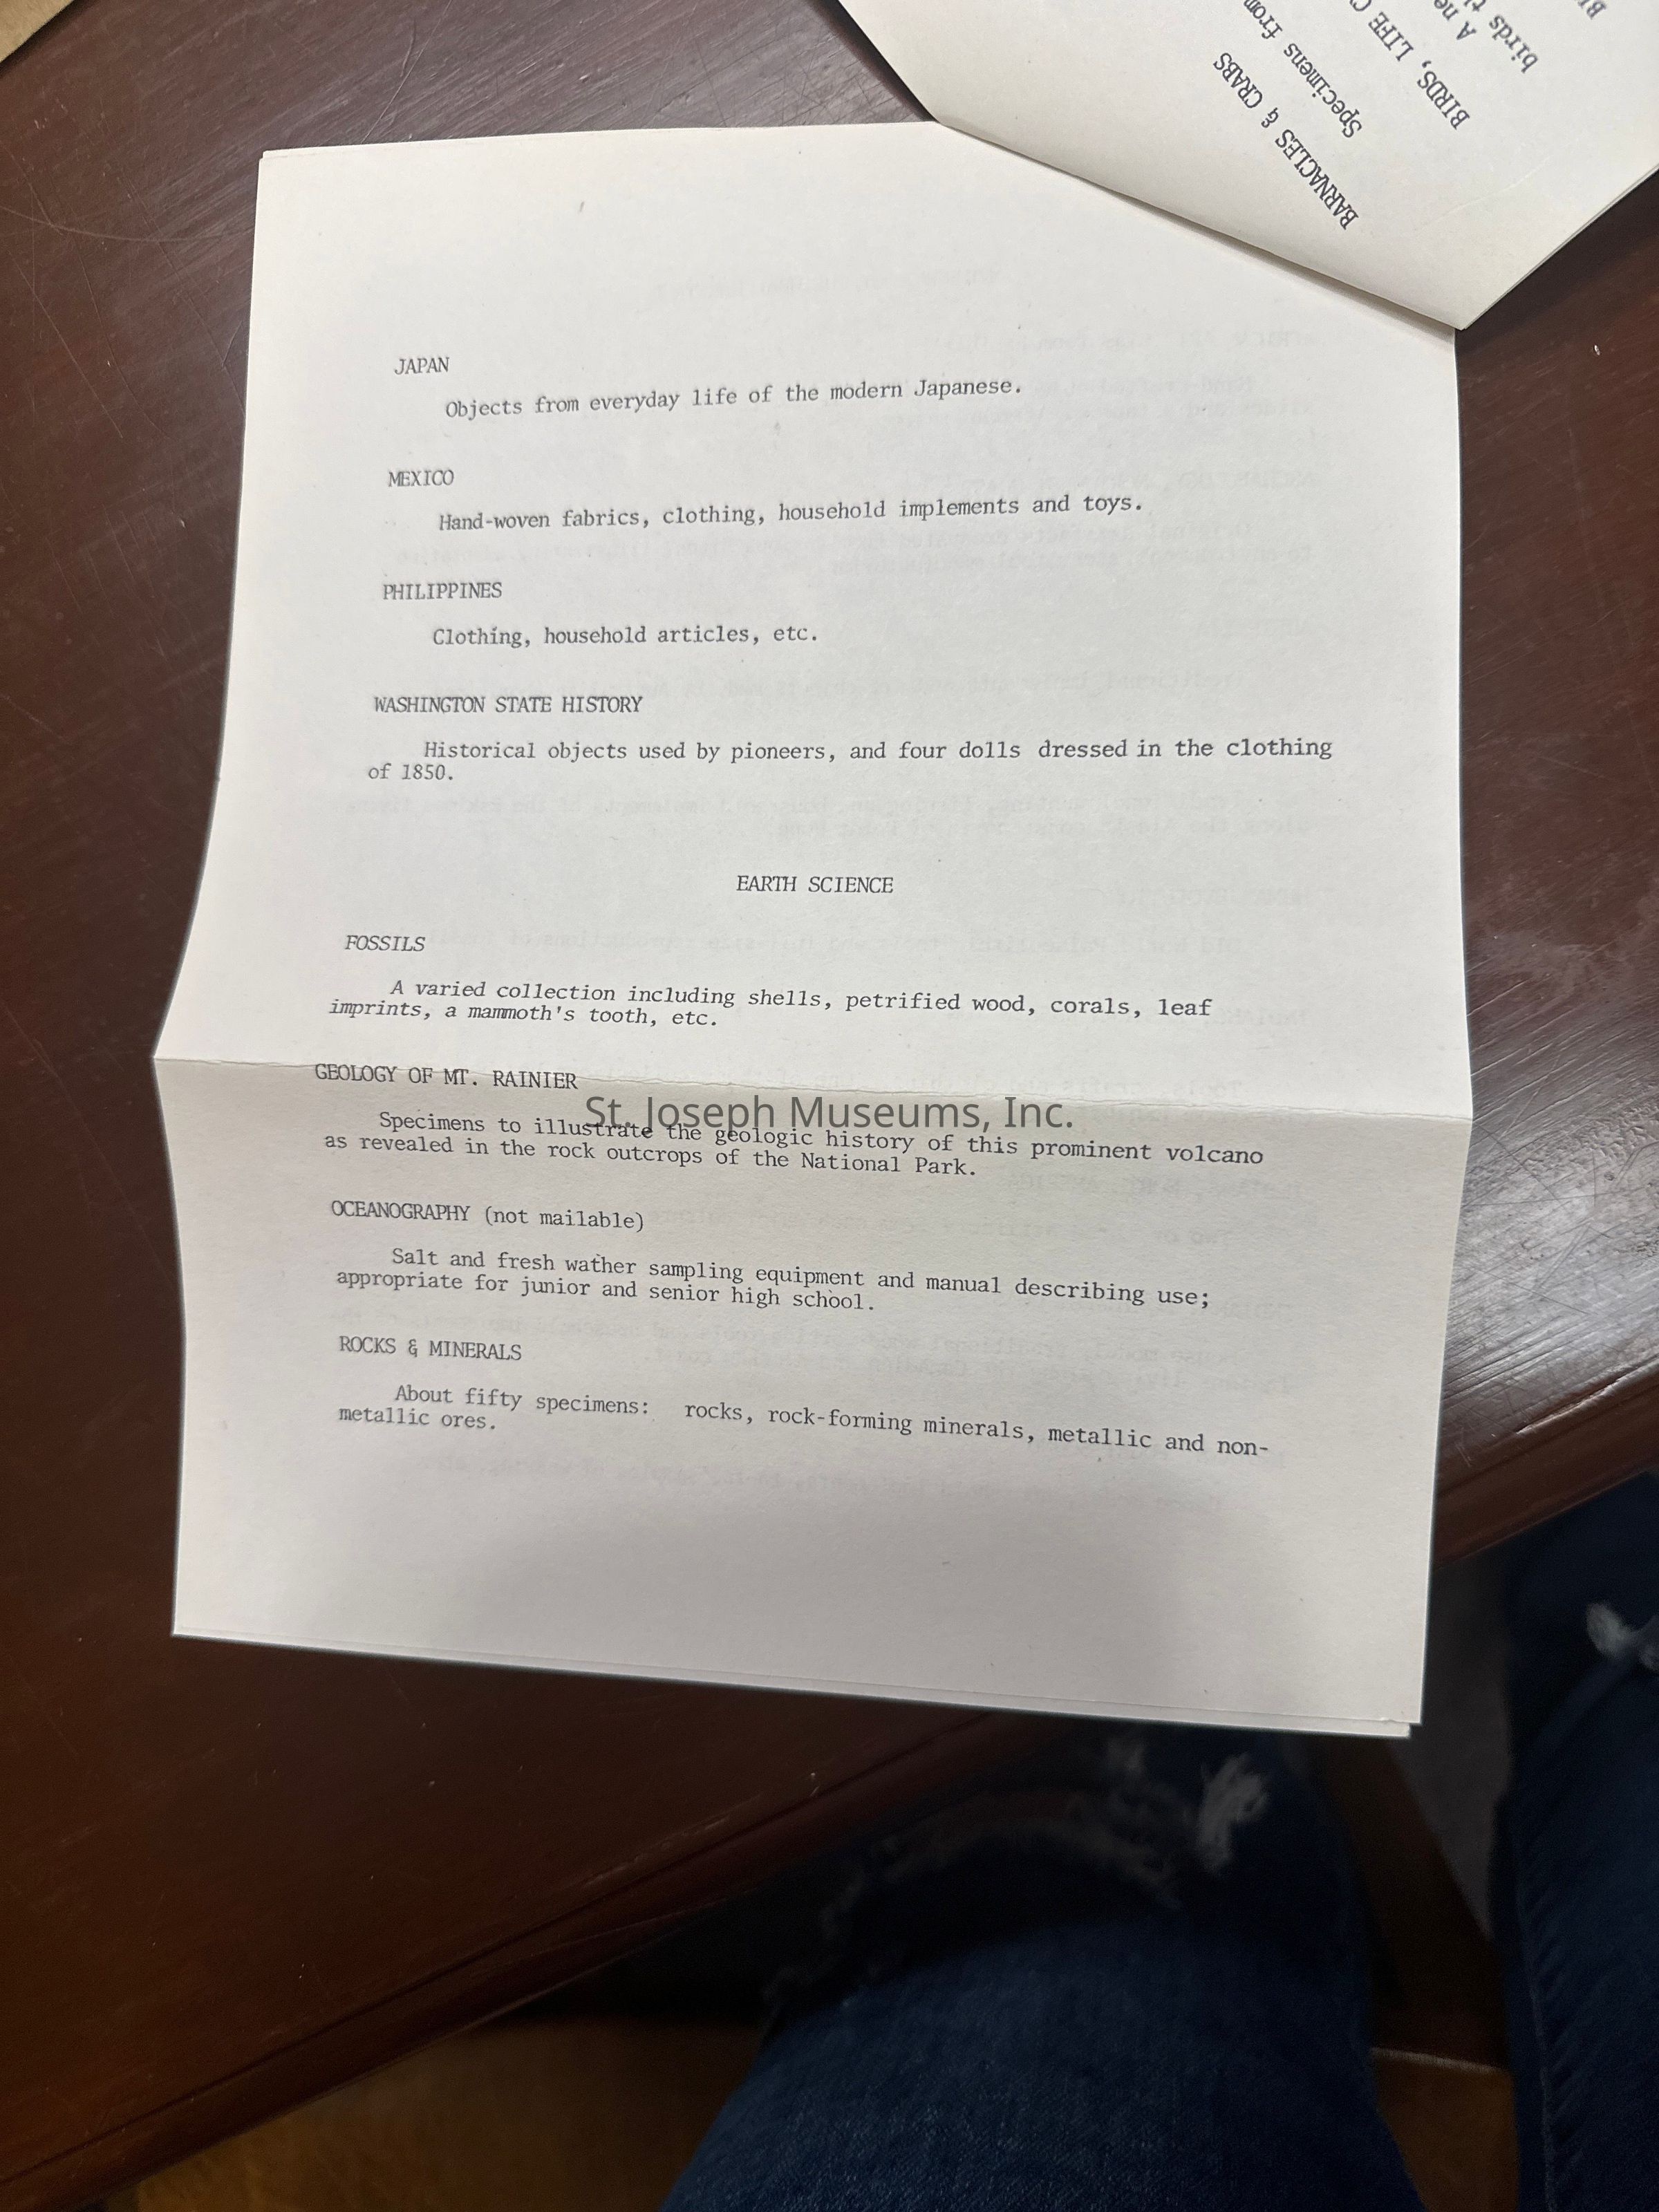 JAPAN
Objects from everyday life of the modern Japanese.
MEXICO
Hand-woven fabrics, clothing, household implements and toys.
PHILIPPINES
Clothing, household articles, etc.
WASHINGTON STATE HISTORY
Historical objects used by pioneers, and four dolls dressed in the clothing
of 1850.
EARTH SCIENCE
FOSSILS
A varied collection including shells, petrified wood, corals, leaf
imprints, a mammoth's tooth, etc.
GEOLOGY OF MT. RAINIER
Specimens to illustrate the geologic history of this prominent volcano
as revealed in the rock outcrops of the National Park.
OCEANOGRAPHY (not mailable)
Salt and fresh wather sampling equipment and manual describing use;
appropriate for junior and senior high school.
ROCKS & MINERALS
About fifty specimens: rocks, rock-forming minerals, metallic and non-
metallic ores.
St. Joseph Museums, Inc.
BARNACLES & CRABS
Specimens from
BIRDS, LIFE
A
birds